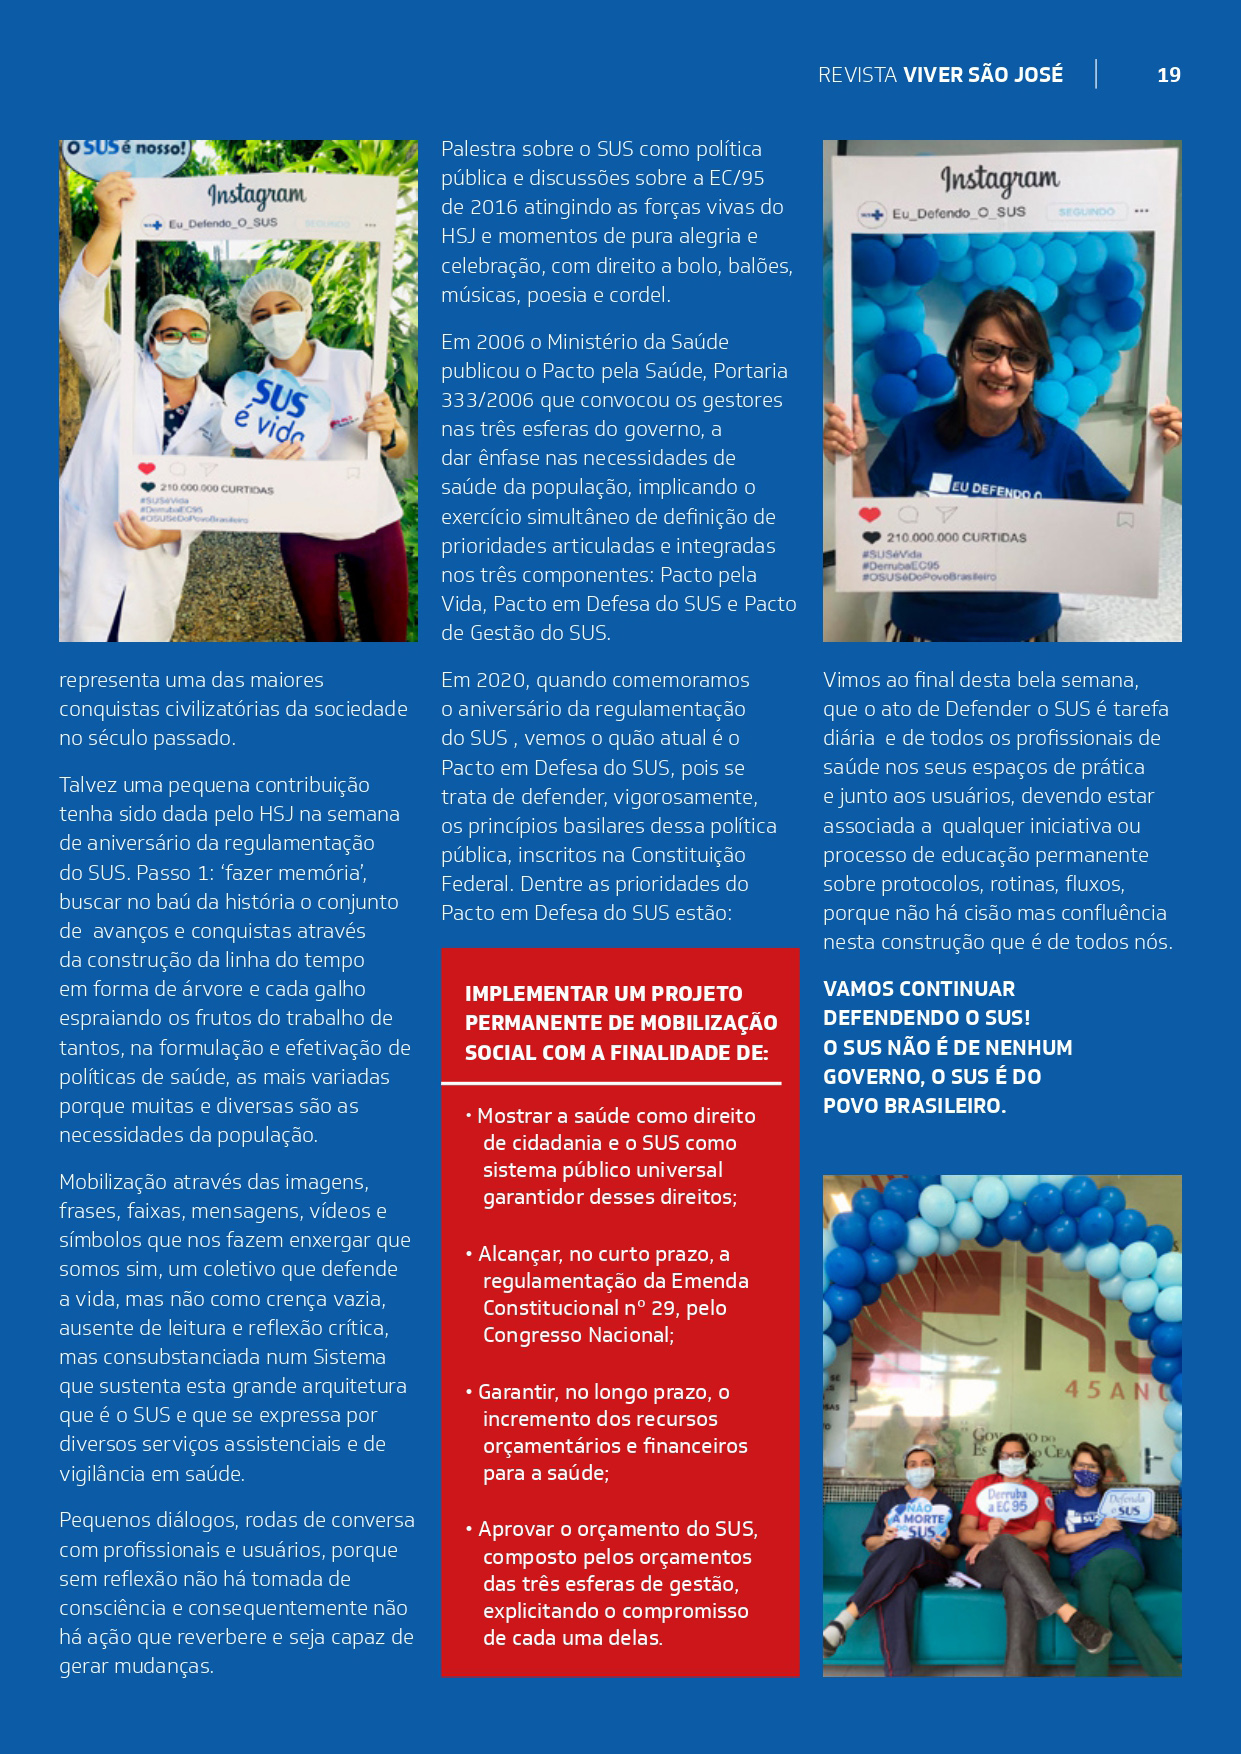 REVISTA VIVER SÃO JOSÉ
19
O SUS é nosso!
Instagram
Eu_Defendo_O_SUS
SEGUINDO
SUS
é vida
210.000.000 CURTIDAS
#SUSéVida
#DerrubaEC95
#OSUSéDoPovoBrasileiro
representa uma das maiores
conquistas civilizatórias da sociedade
no século passado.
Talvez uma pequena contribuição
tenha sido dada pelo HSJ na semana
de aniversário da regulamentação
do SUS. Passo 1: ‘fazer memória’,
buscar no baú da história o conjunto
de  avanços e conquistas através
da construção da linha do tempo
em forma de árvore e cada galho
espraiando os frutos do trabalho de
tantos, na formulação e efetivação de
políticas de saúde, as mais variadas
porque muitas e diversas são as
necessidades da população.
Mobilização através das imagens,
frases, faixas, mensagens, vídeos e
símbolos que nos fazem enxergar que
somos sim, um coletivo que defende
a vida, mas não como crença vazia,
ausente de leitura e reflexão crítica,
mas consubstanciada num Sistema
que sustenta esta grande arquitetura
que é o SUS e que se expressa por
diversos serviços assistenciais e de
vigilância em saúde.
Pequenos diálogos, rodas de conversa
com profissionais e usuários, porque
sem reflexão não há tomada de
consciência e consequentemente não
há ação que reverbere e seja capaz de
gerar mudanças.
Palestra sobre o SUS como política
pública e discussões sobre a EC/95
de 2016 atingindo as forças vivas do
HSJ e momentos de pura alegria e
celebração, com direito a bolo, balões,
músicas, poesia e cordel.
Em 2006 o Ministério da Saúde
publicou o Pacto pela Saúde, Portaria
333/2006 que convocou os gestores
nas três esferas do governo, a
dar ênfase nas necessidades de
saúde da população, implicando o
exercício simultâneo de definição de
prioridades articuladas e integradas
nos três componentes: Pacto pela
Vida, Pacto em Defesa do SUS e Pacto
de Gestão do SUS.
Em 2020, quando comemoramos
o aniversário da regulamentação
do SUS , vemos o quão atual é o
Pacto em Defesa do SUS, pois se
trata de defender, vigorosamente,
os princípios basilares dessa política
pública, inscritos na Constituição
Federal. Dentre as prioridades do
Pacto em Defesa do SUS estão:
IMPLEMENTAR UM PROJETO
PERMANENTE DE MOBILIZAÇÃO
SOCIAL COM A FINALIDADE DE:
• Mostrar a saúde como direito
de cidadania e o SUS como
sistema público universal
garantidor desses direitos;
• Alcançar, no curto prazo, a
regulamentação da Emenda
Constitucional nº 29, pelo
Congresso Nacional;
• Garantir, no longo prazo, o
incremento dos recursos
orçamentários e financeiros
para a saúde;
• Aprovar o orçamento do SUS,
composto pelos orçamentos
das três esferas de gestão,
explicitando o compromisso
de cada uma delas.
Instagram
Eu_Defendo_O_SUS
SEGUINDO
EU DEFENDO O
210.000.000 CURTIDAS
#SUSéVida
#DerrubaEC95
#OSUSéDoPovoBrasileiro
Vimos ao final desta bela semana,
que o ato de Defender o SUS é tarefa
diária  e de todos os profissionais de
saúde nos seus espaços de prática
e junto aos usuários, devendo estar
associada a  qualquer iniciativa ou
processo de educação permanente
sobre protocolos, rotinas, fluxos,
porque não há cisão mas confluência
nesta construção que é de todos nós.
VAMOS CONTINUAR
DEFENDENDO O SUS!
O SUS NÃO É DE NENHUM
GOVERNO, O SUS É DO
POVO BRASILEIRO.
45 ANO
GOVERNO DO
NÃO
A MORTE
DO SUS
Derruba
a EC 95
Defenda
o SUS